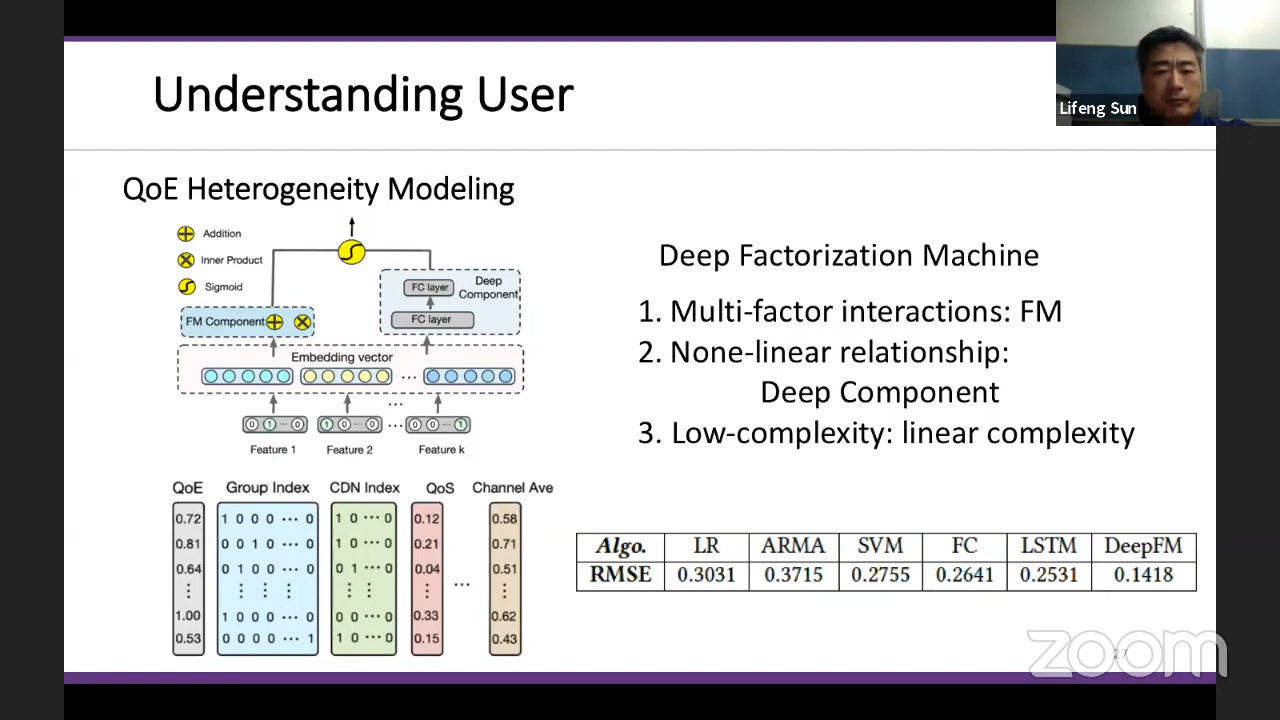 Understanding User
Lifeng Sun
QoE Heterogeneity Modeling
Addition
Inner Product
Sigmoid
Deep
Component
FC layer
FC layer
FM Component
Embedding vector
...
...
0 1 ... 0
1 0 ... 0
...
0 0 ... 1
Feature 1
Feature 2
Feature k
Deep Factorization Machine
1. Multi-factor interactions: FM
2. None-linear relationship:
Deep Component
3. Low-complexity: linear complexity
QoE Group Index CDN Index QoS Channel Ave
0.72 1 0 0 0 ... 0 1 0 ... 0 0.12 0.58
0.81 0 0 1 0 ... 0 1 0 ... 0 0.21 0.71
0.64 0 1 0 0 ... 0 0 1 ... 0 0.04 0.51
...
1.00 1 0 0 0 ... 0 0 0 ... 0 0.33 0.62
0.53 0 0 0 0 ... 1 1 0 ... 0 0.15 0.43
Algo. LR ARMA SVM FC LSTM DeepFM
RMSE 0.3031 0.3715 0.2755 0.2641 0.2531 0.1418
27
zoom